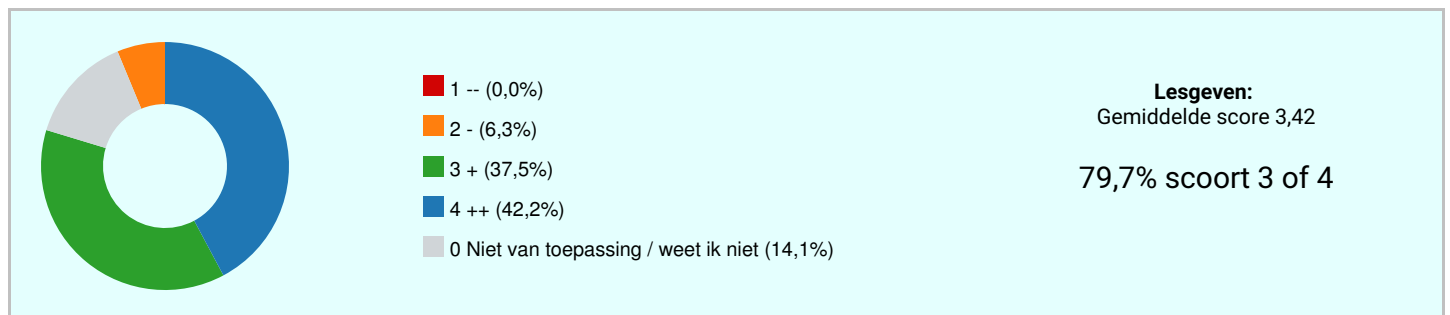 1 -- (0,0%)
2 - (6,3%)
3 + (37,5%)
4 ++ (42,2%)
0 Niet van toepassing / weet ik niet (14,1%)
Lesgeven:
Gemiddelde score 3,42
79,7% scoort 3 of 4